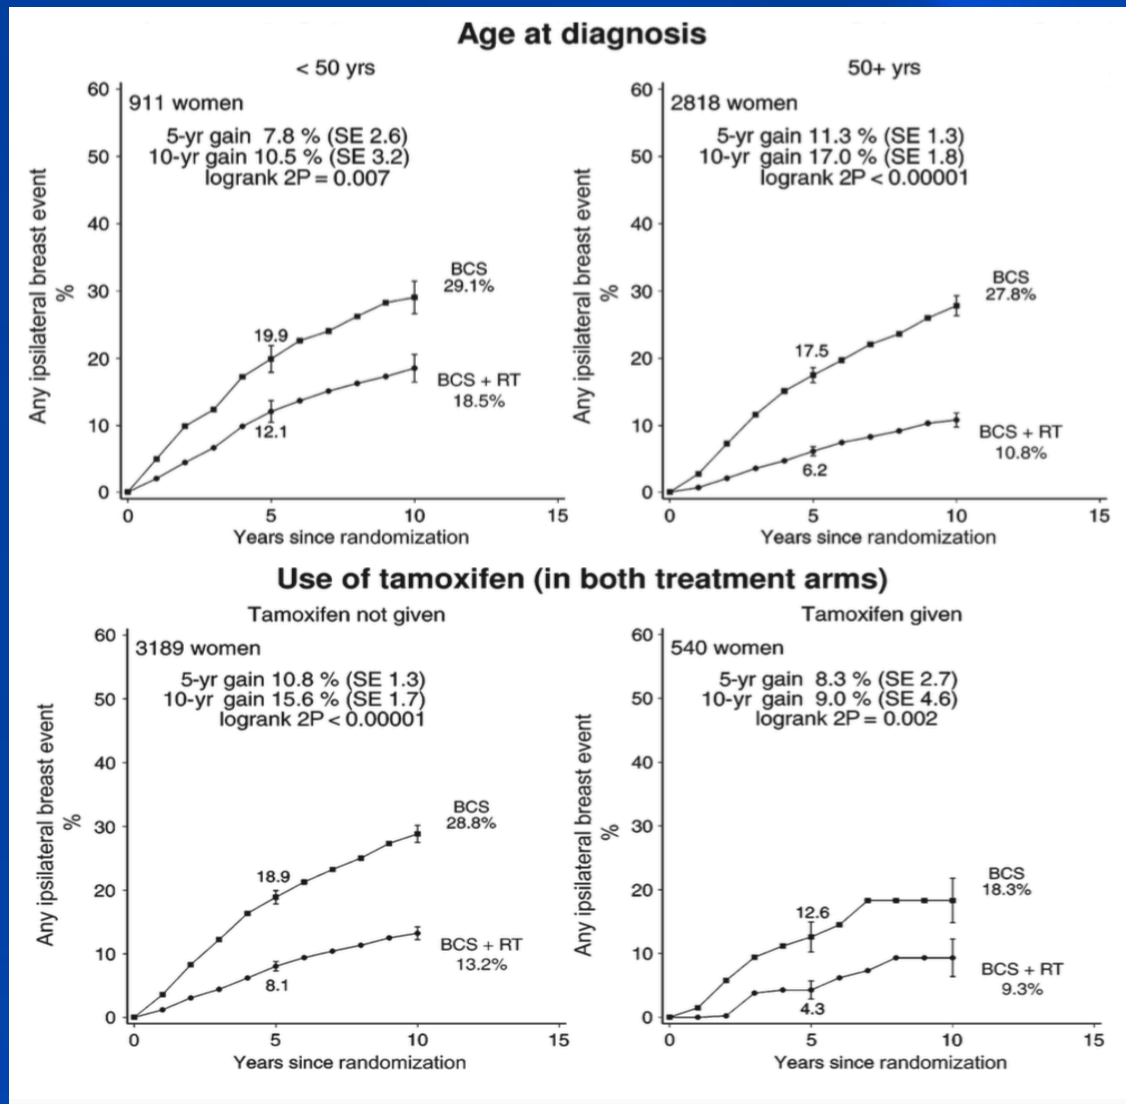 Age at diagnosis
< 50 yrs
911 women
5-yr gain 7.8 % (SE 2.6)
10-yr gain 10.5 % (SE 3.2)
logrank 2P = 0.007
Any ipsilateral breast event
%
60
50
40
30
20
10
0
BCS
29.1%
19.9
BCS + RT
18.5%
12.1
0 5 10 15
Years since randomization
50+ yrs
2818 women
5-yr gain 11.3 % (SE 1.3)
10-yr gain 17.0 % (SE 1.8)
logrank 2P < 0.00001
Any ipsilateral breast event
%
60
50
40
30
20
10
0
BCS
27.8%
17.5
BCS + RT
10.8%
6.2
0 5 10 15
Years since randomization
Use of tamoxifen (in both treatment arms)
Tamoxifen not given
3189 women
5-yr gain 10.8 % (SE 1.3)
10-yr gain 15.6 % (SE 1.7)
logrank 2P < 0.00001
Any ipsilateral breast event
%
60
50
40
30
20
10
0
BCS
28.8%
18.9
BCS + RT
13.2%
8.1
0 5 10 15
Years since randomization
Tamoxifen given
540 women
5-yr gain 8.3 % (SE 2.7)
10-yr gain 9.0 % (SE 4.6)
logrank 2P = 0.002
Any ipsilateral breast event
%
60
50
40
30
20
10
0
BCS
18.3%
12.6
BCS + RT
9.3%
4.3
0 5 10 15
Years since randomization